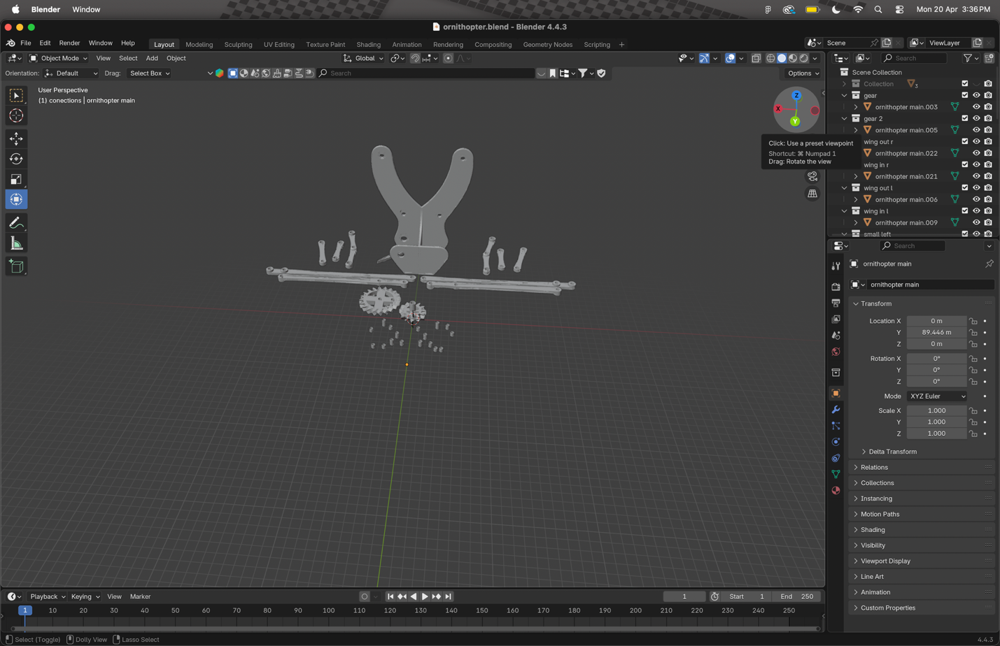 Blender Window Mon 20 Apr 3:36 PM
ornithopter.blend - Blender 4.4.3
File Edit Render Window Help Layout Modeling Sculpting UV Editing Texture Paint Shading Animation Rendering Compositing Geometry Nodes Scripting + Scene ViewLayer
Object Mode View Select Add Object Global Search
Orientation: Default Drag: Select Box Search Options
User Perspective
(1) conections | ornithopter main
Z
X
Y
Click: Use a preset viewpoint
Shortcut: ⌘ Numpad 1
Drag: Rotate the view
Scene Collection
Collection 3
gear
ornithopter main.003
gear 2
ornithopter main.005
wing out r
ornithopter main.022
wing in r
ornithopter main.021
wing out l
ornithopter main.006
wing in l
ornithopter main.009
small left
Search
ornithopter main
ornithopter main
Transform
Location X 0 m
Y 89.446 m
Z 0 m
Rotation X 0°
Y 0°
Z 0°
Mode XYZ Euler
Scale X 1.000
Y 1.000
Z 1.000
Delta Transform
Relations
Collections
Instancing
Motion Paths
Shading
Visibility
Viewport Display
Line Art
Animation
Custom Properties
Playback Keying View Marker 1 Start 1 End 250
1 10 20 30 40 50 60 70 80 90 100 110 120 130 140 150 160 170 180 190 200 210 220 230 240 250
Select (Toggle) Dolly View Lasso Select 4.4.3